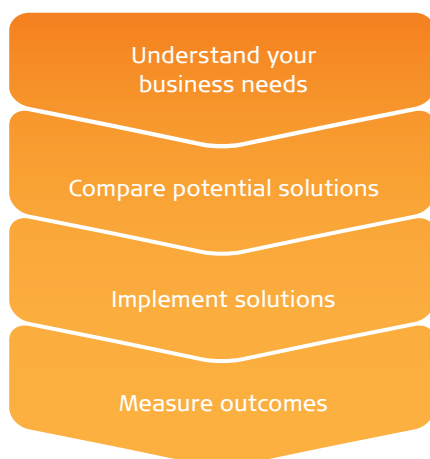 Understand your
business needs
Compare potential solutions
Implement solutions
Measure outcomes